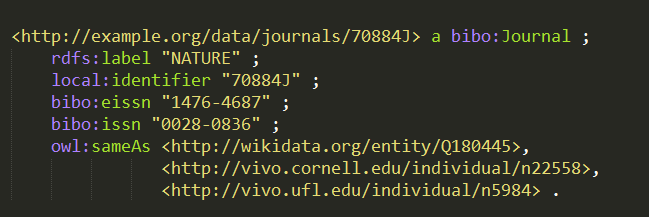 <http://example.org/data/journals/70884J> a bibo:Journal ;
    rdfs:label "NATURE" ;
    local:identifier "70884J" ;
    bibo:eissn "1476-4687" ;
    bibo:issn "0028-0836" ;
    owl:sameAs <http://wikidata.org/entity/Q180445>,
               <http://vivo.cornell.edu/individual/n22558>,
               <http://vivo.ufl.edu/individual/n5984> .